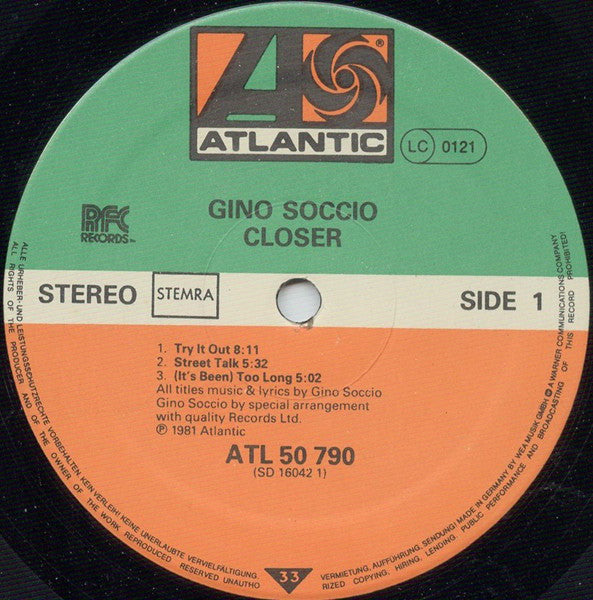 ATLANTIC
®
LC 0121
GINO SOCCIO
CLOSER
RFC
RECORDS Inc.
STEREO
STEMRA
SIDE 1
1. Try It Out 8:11
2. Street Talk 5:32
3. (It's Been) Too Long 5:02
All titles music & lyrics by Gino Soccio
Gino Soccio by special arrangement
with quality Records Ltd.
℗ 1981 Atlantic
ATL 50 790
(SD 16042 1)
33
ALLE URHEBER- UND LEISTUNGSSCHUTZRECHTE VORBEHALTEN. KEIN VERLEIH! KEINE UNERLAUBTE VERVIELFÄLTIGUNG,
VERMIETUNG, AUFFÜHRUNG, SENDUNG! MADE IN GERMANY BY WEA MUSIK GMBH A WARNER COMMUNICATIONS COMPANY
ALL RIGHTS OF THE PRODUCER AND OF THE OWNER OF THE WORK REPRODUCED RESERVED UNAUTHO
RIZED COPYING, HIRING, LENDING, PUBLIC PERFORMANCE AND BROADCASTING OF THIS RECORD PROHIBITED!